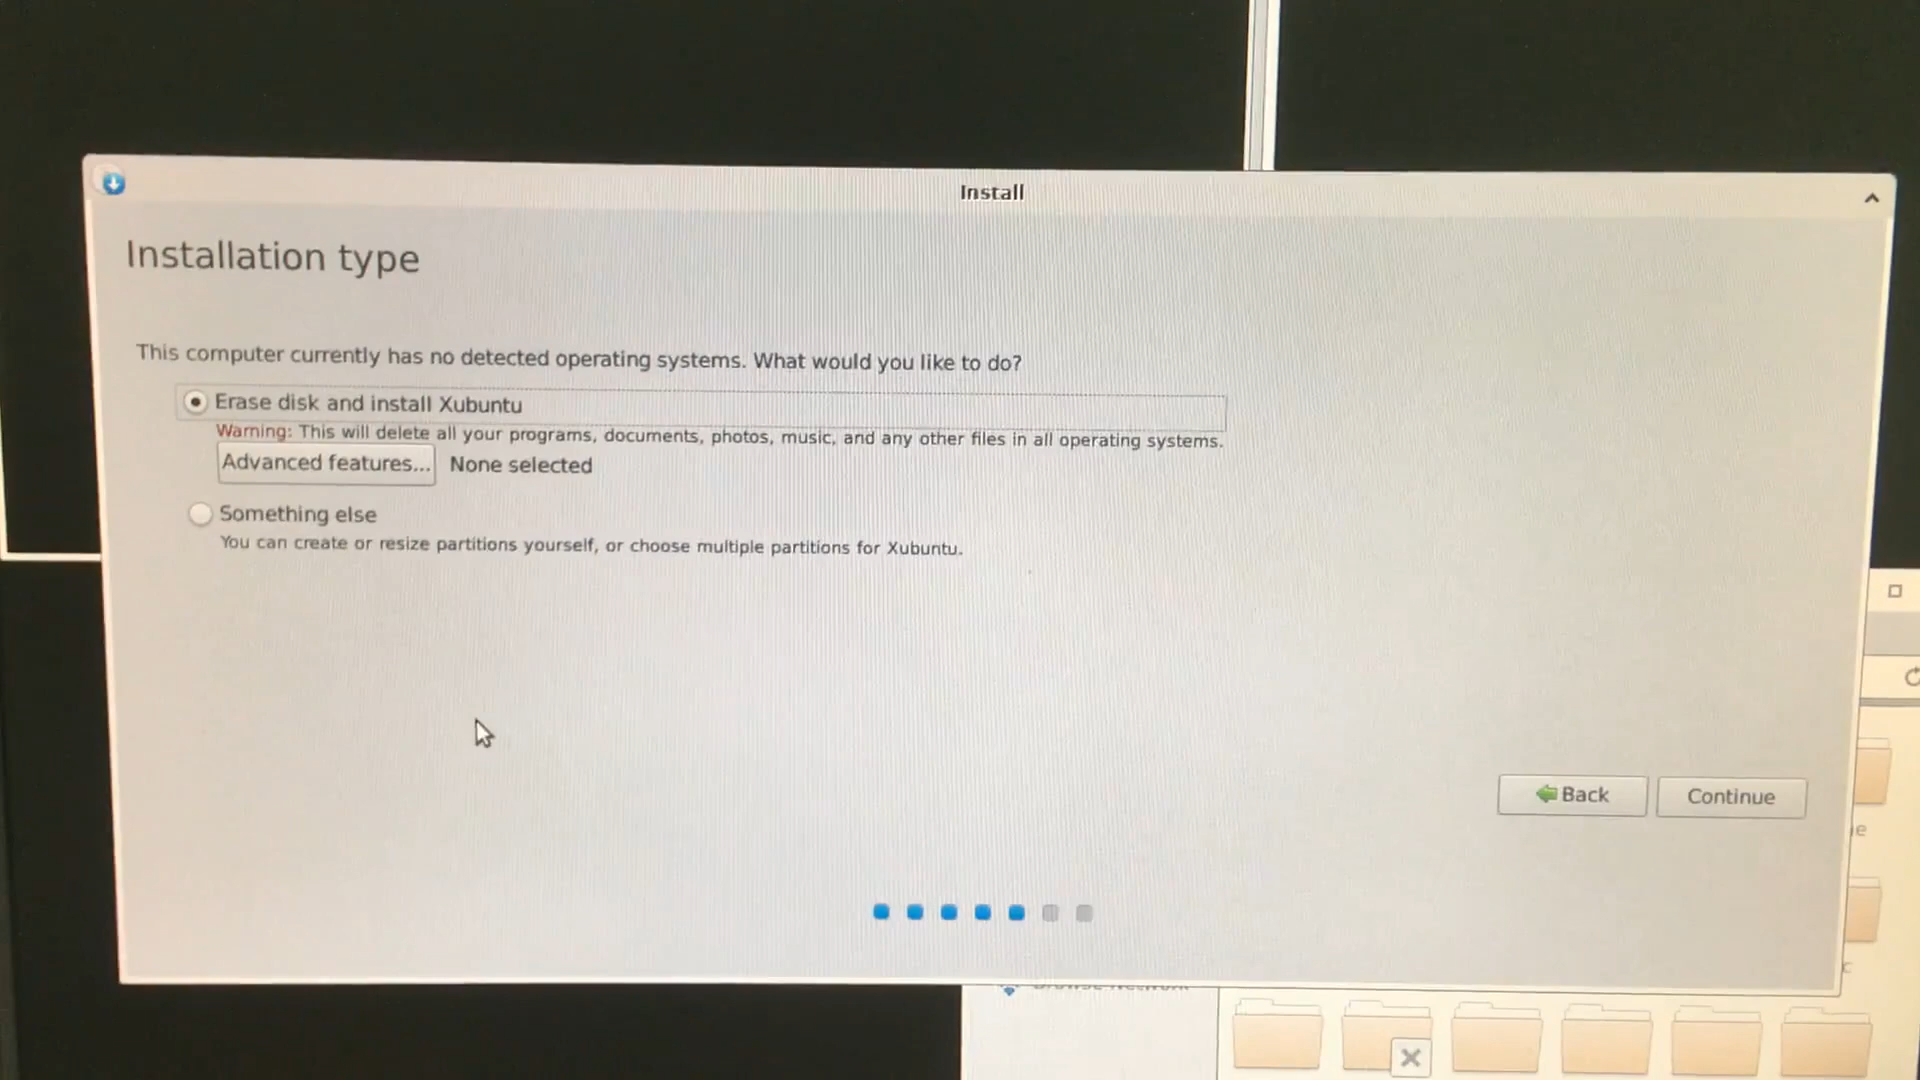 Install
Installation type
This computer currently has no detected operating systems. What would you like to do?
Erase disk and install Xubuntu
Warning: This will delete all your programs, documents, photos, music, and any other files in all operating systems.
Advanced features... None selected
Something else
You can create or resize partitions yourself, or choose multiple partitions for Xubuntu.
Back Continue